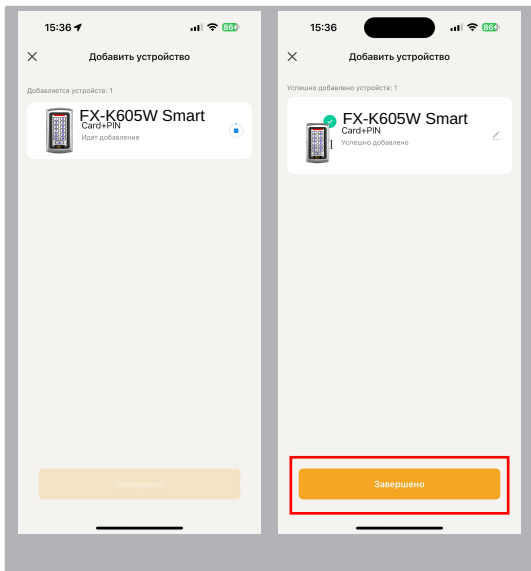 15:36
86
Добавить устройство
Добавляется устройств: 1
FX-K605W Smart
Card+PIN
Идет добавление
Завершено
15:36
86
Добавить устройство
Успешно добавлено устройств: 1
FX-K605W Smart
Card+PIN
Успешно добавлено
Завершено